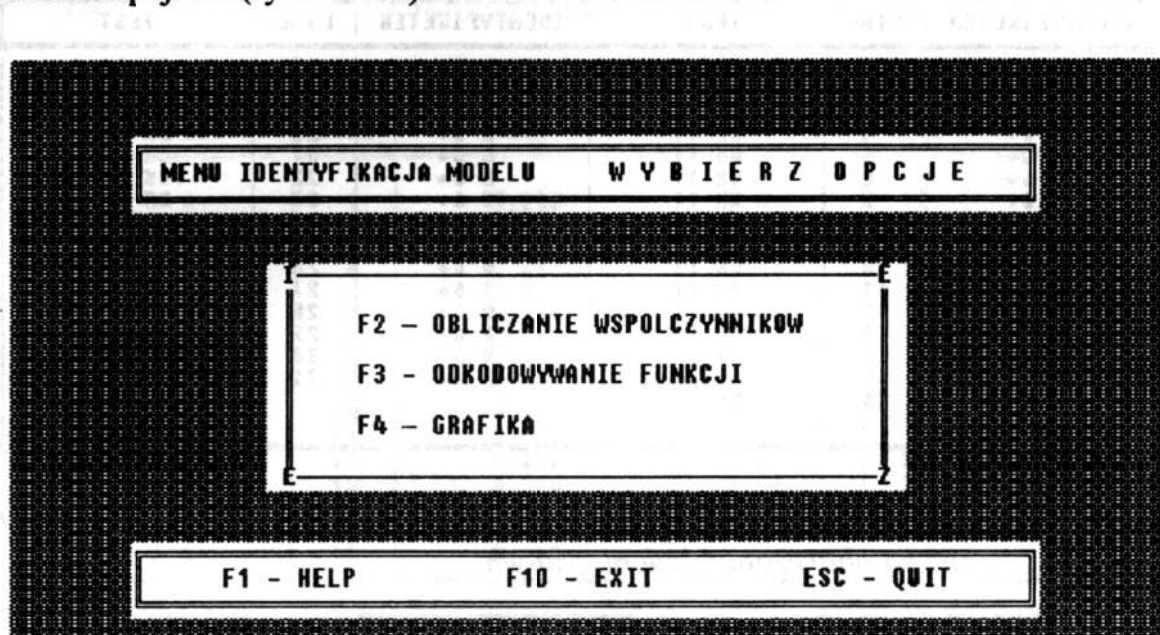 MENU IDENTYFIKACJA MODELU W Y B I E R Z O P C J E
I E
F2 – OBLICZANIE WSPOLCZYNNIKOW
F3 - ODKODOWYWANIE FUNKCJI
F4 – GRAFIKA
E Z
F1 - HELP F10 - EXIT ESC - QUIT